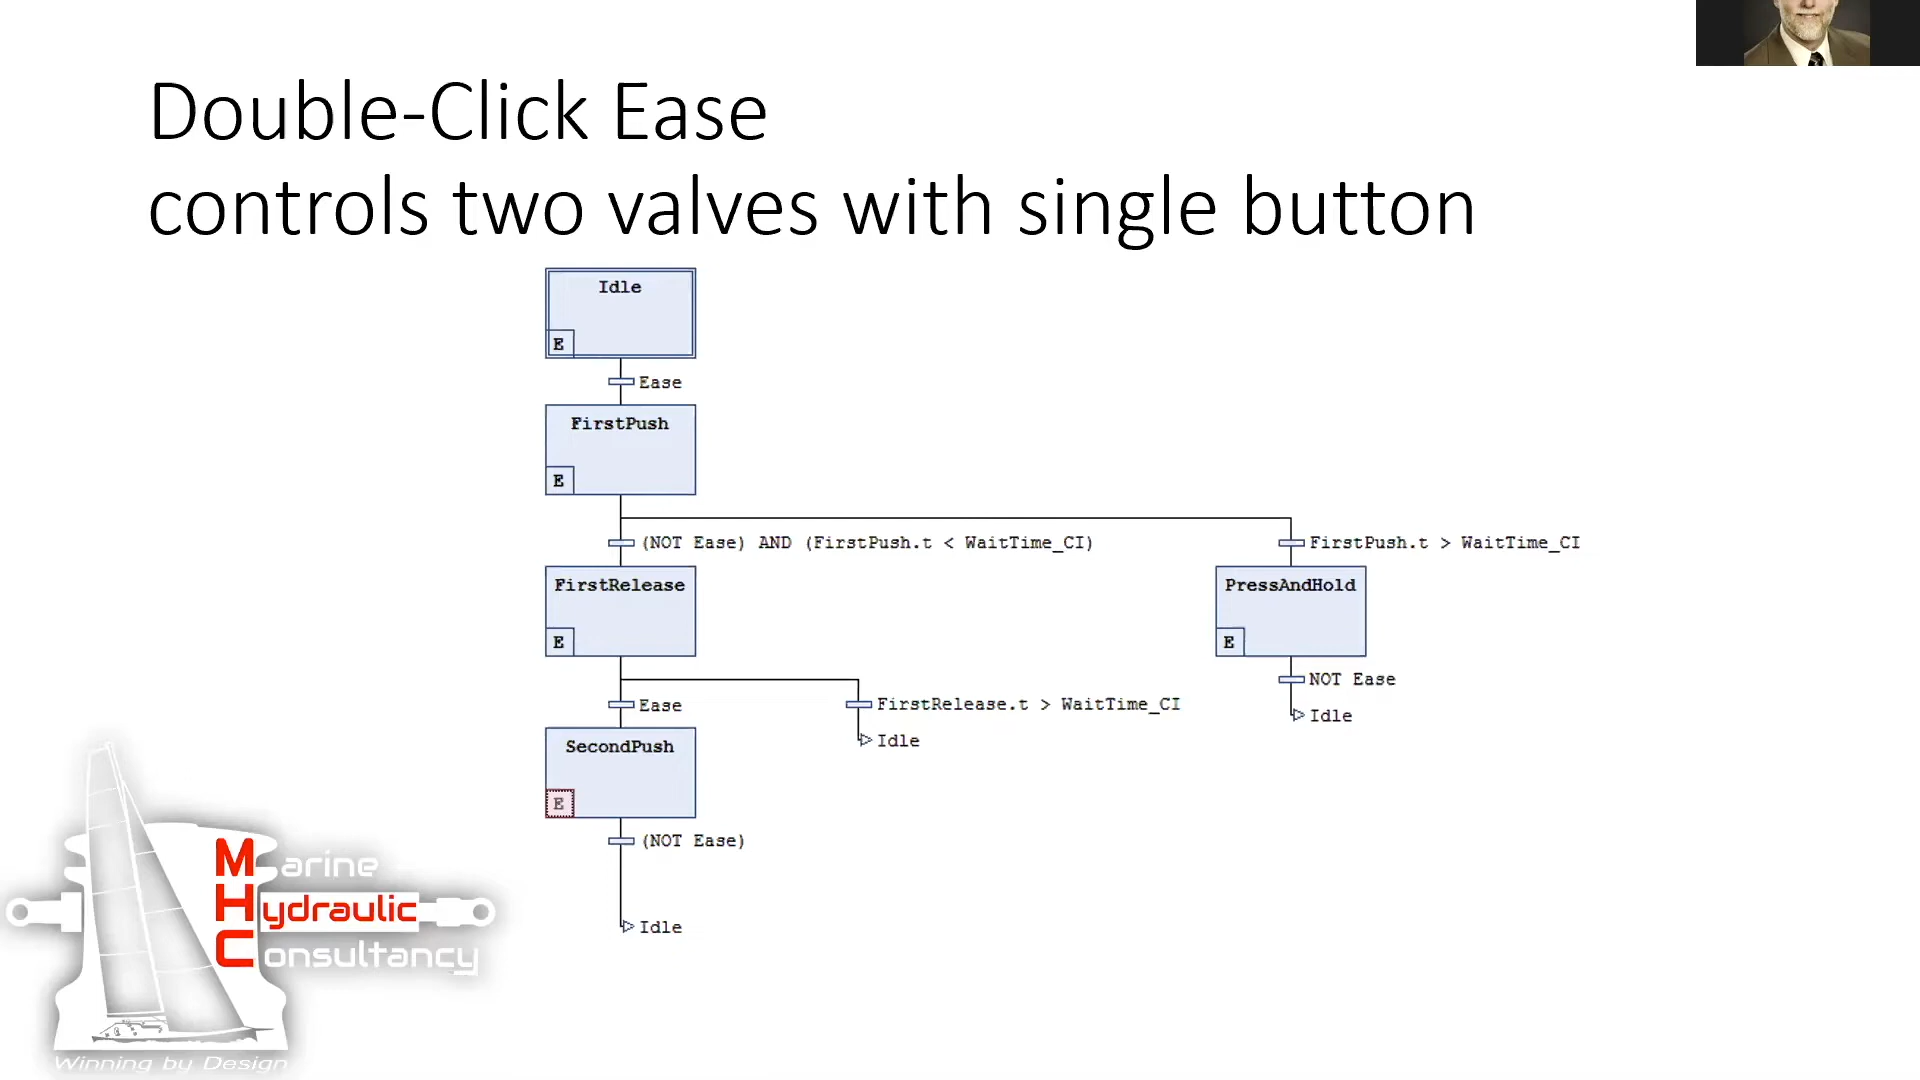 Double-Click Ease
controls two valves with single button
Idle
E
Ease
FirstPush
E
(NOT Ease) AND (FirstPush.t < WaitTime_CI)
FirstPush.t > WaitTime_CI
FirstRelease
E
PressAndHold
E
Ease
FirstRelease.t > WaitTime_CI
NOT Ease
Idle
Idle
SecondPush
E
(NOT Ease)
Idle
Marine
Hydraulic
Consultancy
Winning by Design